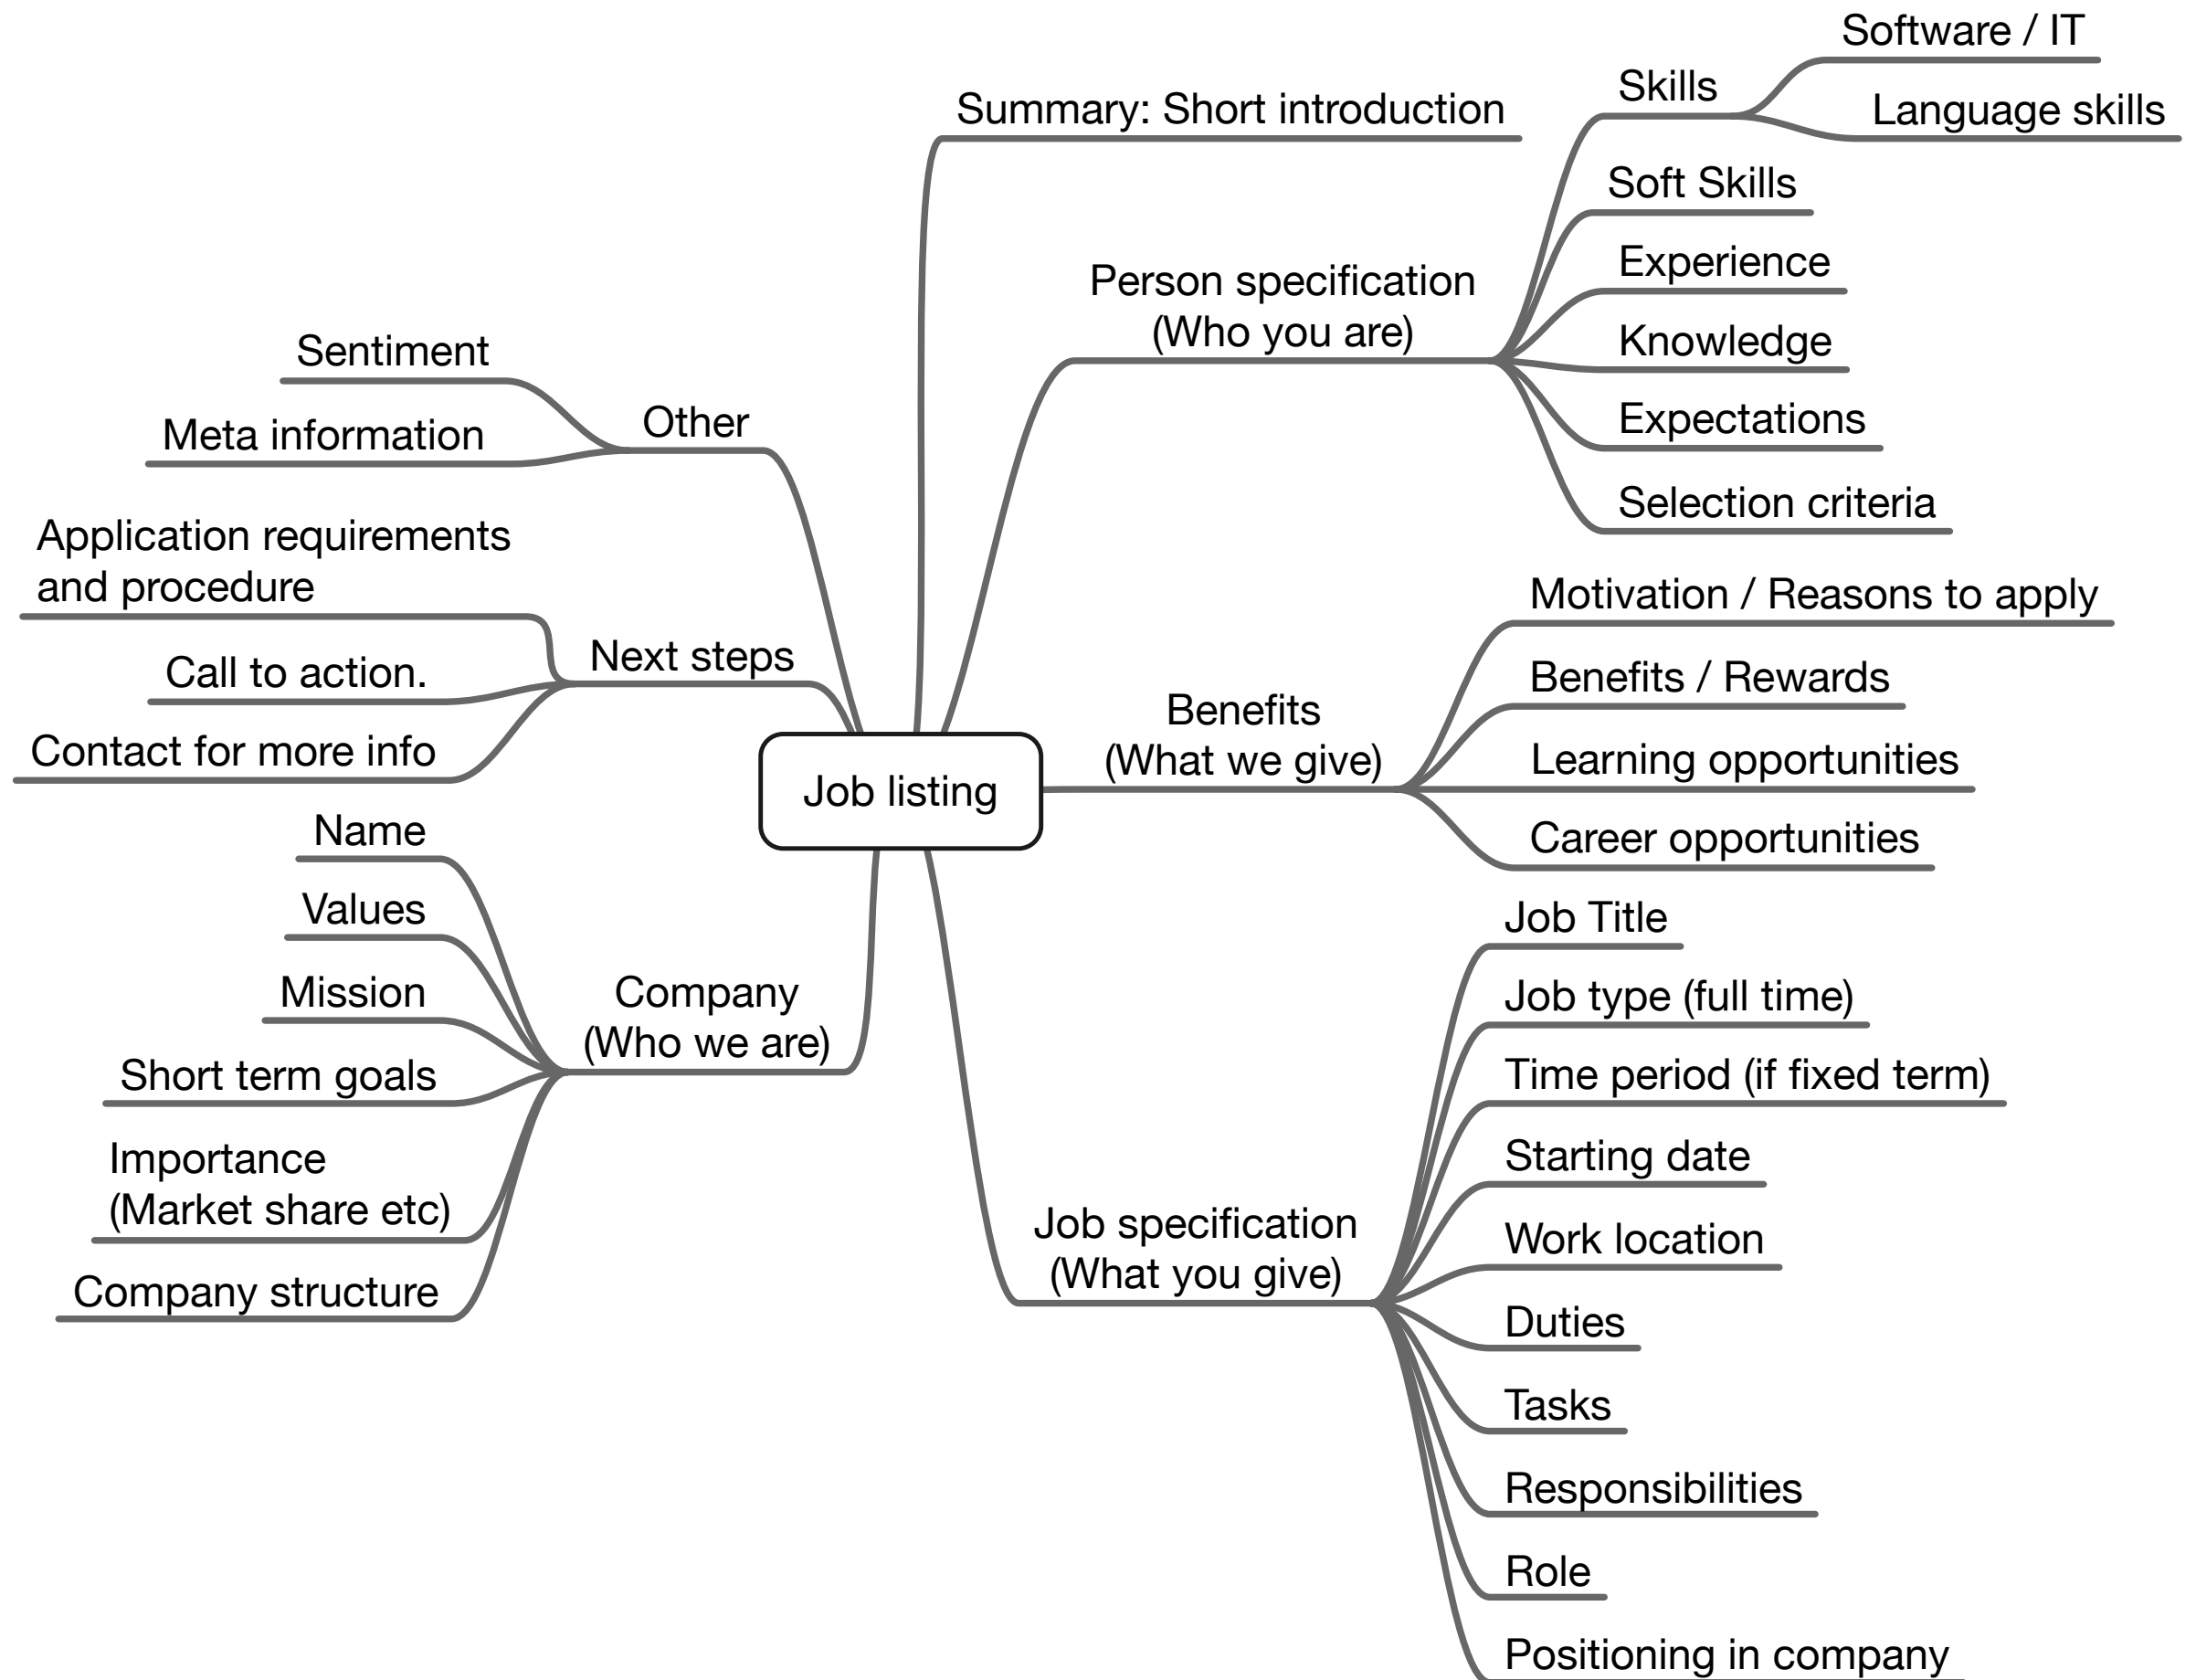 Summary: Short introduction
Person specification
(Who you are)
Skills
Software / IT
Language skills
Soft Skills
Experience
Knowledge
Expectations
Selection criteria
Benefits
(What we give)
Motivation / Reasons to apply
Benefits / Rewards
Learning opportunities
Career opportunities
Job specification
(What you give)
Job Title
Job type (full time)
Time period (if fixed term)
Starting date
Work location
Duties
Tasks
Responsibilities
Role
Positioning in company
Job listing
Other
Sentiment
Meta information
Next steps
Application requirements
and procedure
Call to action.
Contact for more info
Company
(Who we are)
Name
Values
Mission
Short term goals
Importance
(Market share etc)
Company structure